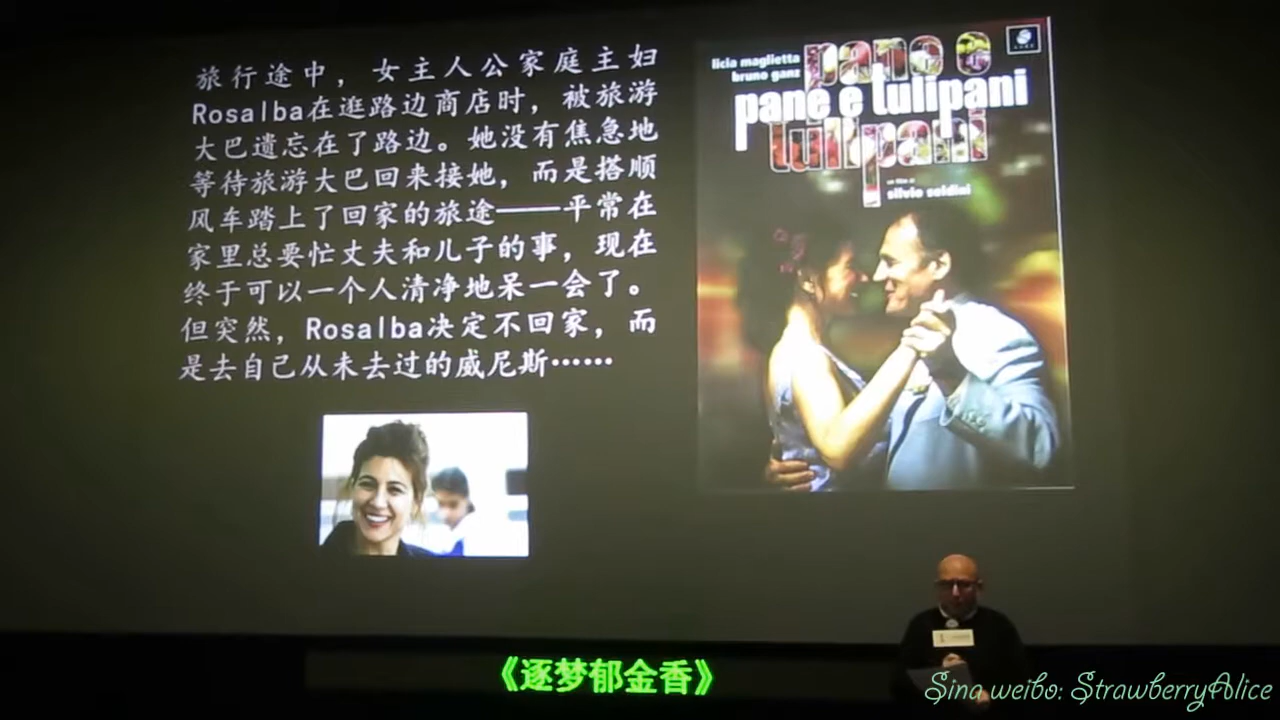 旅行途中，女主人公家庭主妇
Rosalba在逛路边商店时，被旅游
大巴遗忘在了路边。她没有焦急地
等待旅游大巴回来接她，而是搭顺
风车踏上了回家的旅途——平常在
家里总要忙丈夫和儿子的事，现在
终于可以一个人清净地呆一会了。
但突然，Rosalba决定不回家，而
是去自己从未去过的威尼斯……
licia maglietta
bruno ganz
pane e
pane e tulipani
tulipani
un film di
silvio soldini
《逐梦郁金香》
Sina weibo: StrawberryAlice